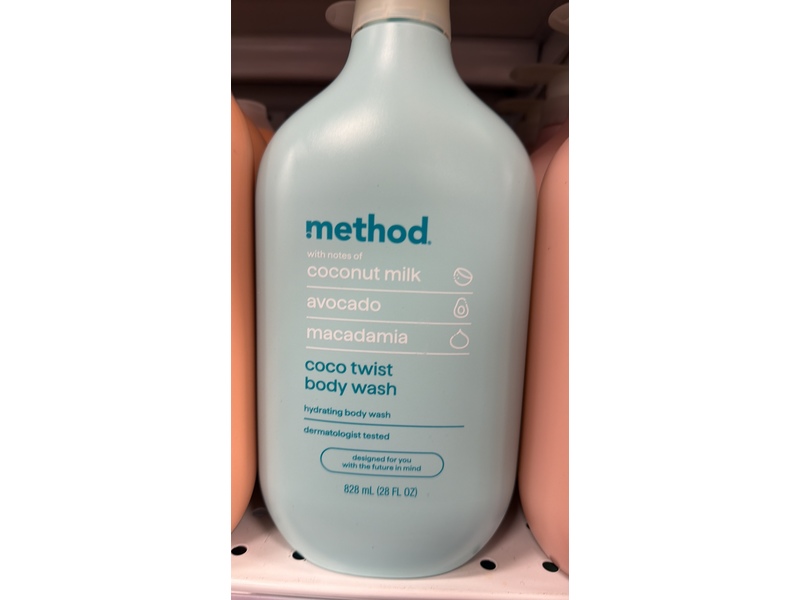 method.
with notes of
coconut milk
avocado
macadamia
coco twist
body wash
hydrating body wash
dermatologist tested
designed for you
with the future in mind
828 mL (28 FL OZ)